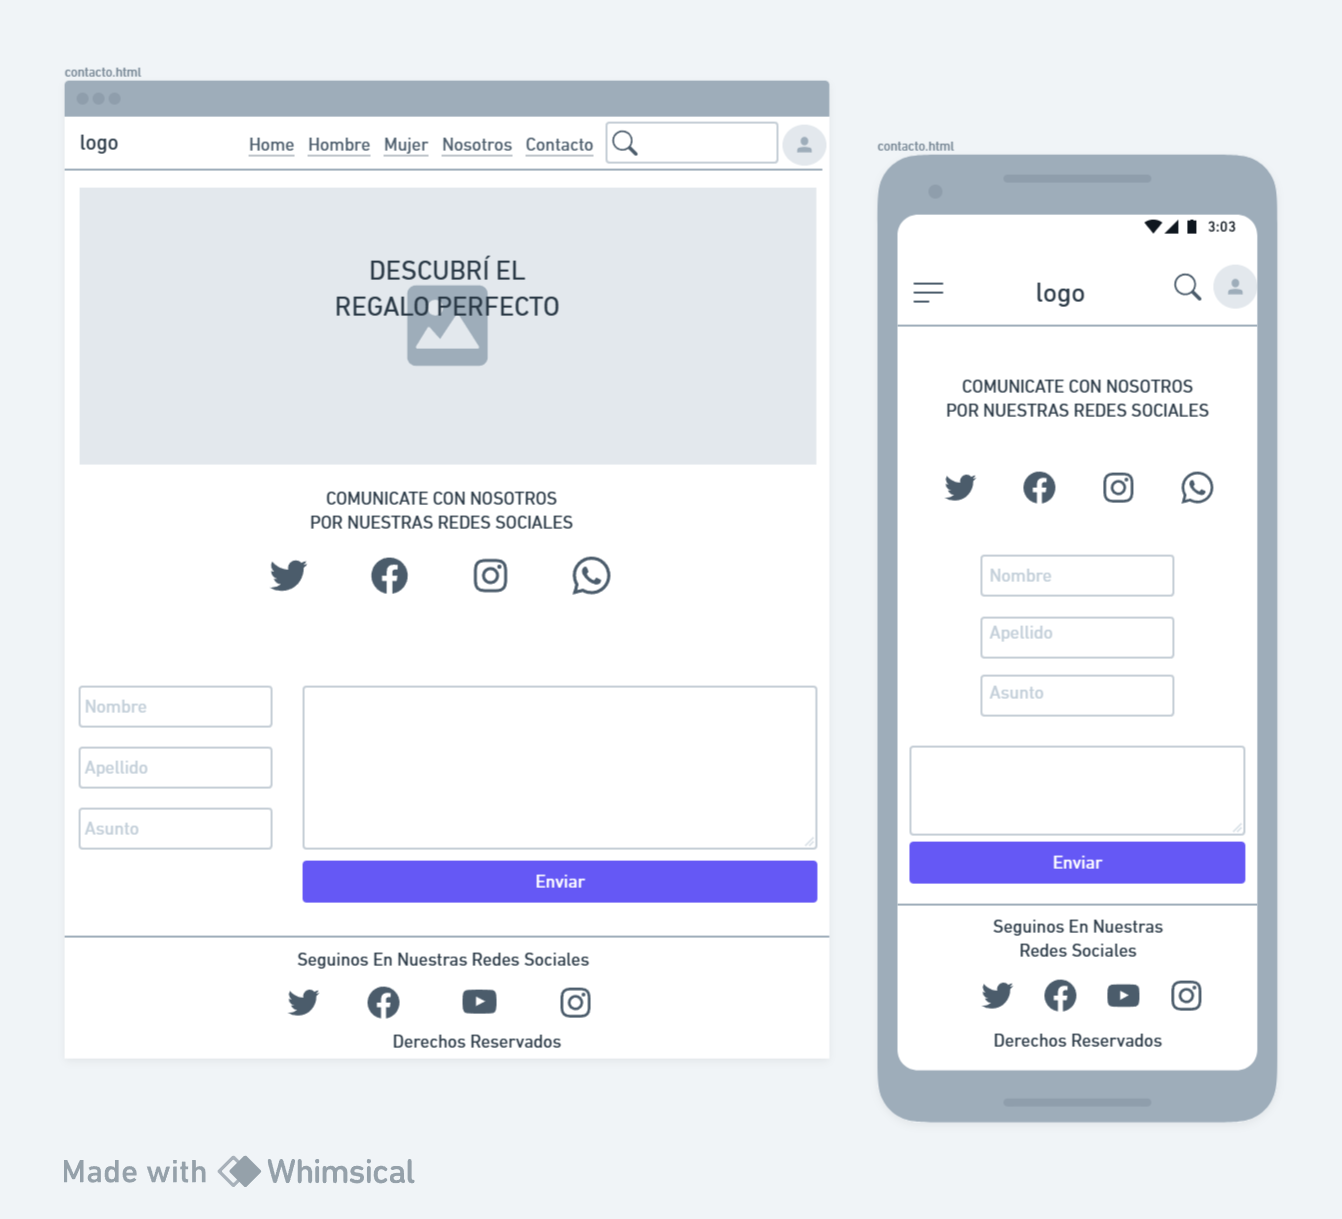 contacto.html
logo
Home Hombre Mujer Nosotros Contacto
DESCUBRÍ EL
REGALO PERFECTO
COMUNICATE CON NOSOTROS
POR NUESTRAS REDES SOCIALES
Nombre
Apellido
Asunto
Enviar
Seguinos En Nuestras Redes Sociales
Derechos Reservados
contacto.html
3:03
logo
COMUNICATE CON NOSOTROS
POR NUESTRAS REDES SOCIALES
Nombre
Apellido
Asunto
Enviar
Seguinos En Nuestras
Redes Sociales
Derechos Reservados
Made with Whimsical